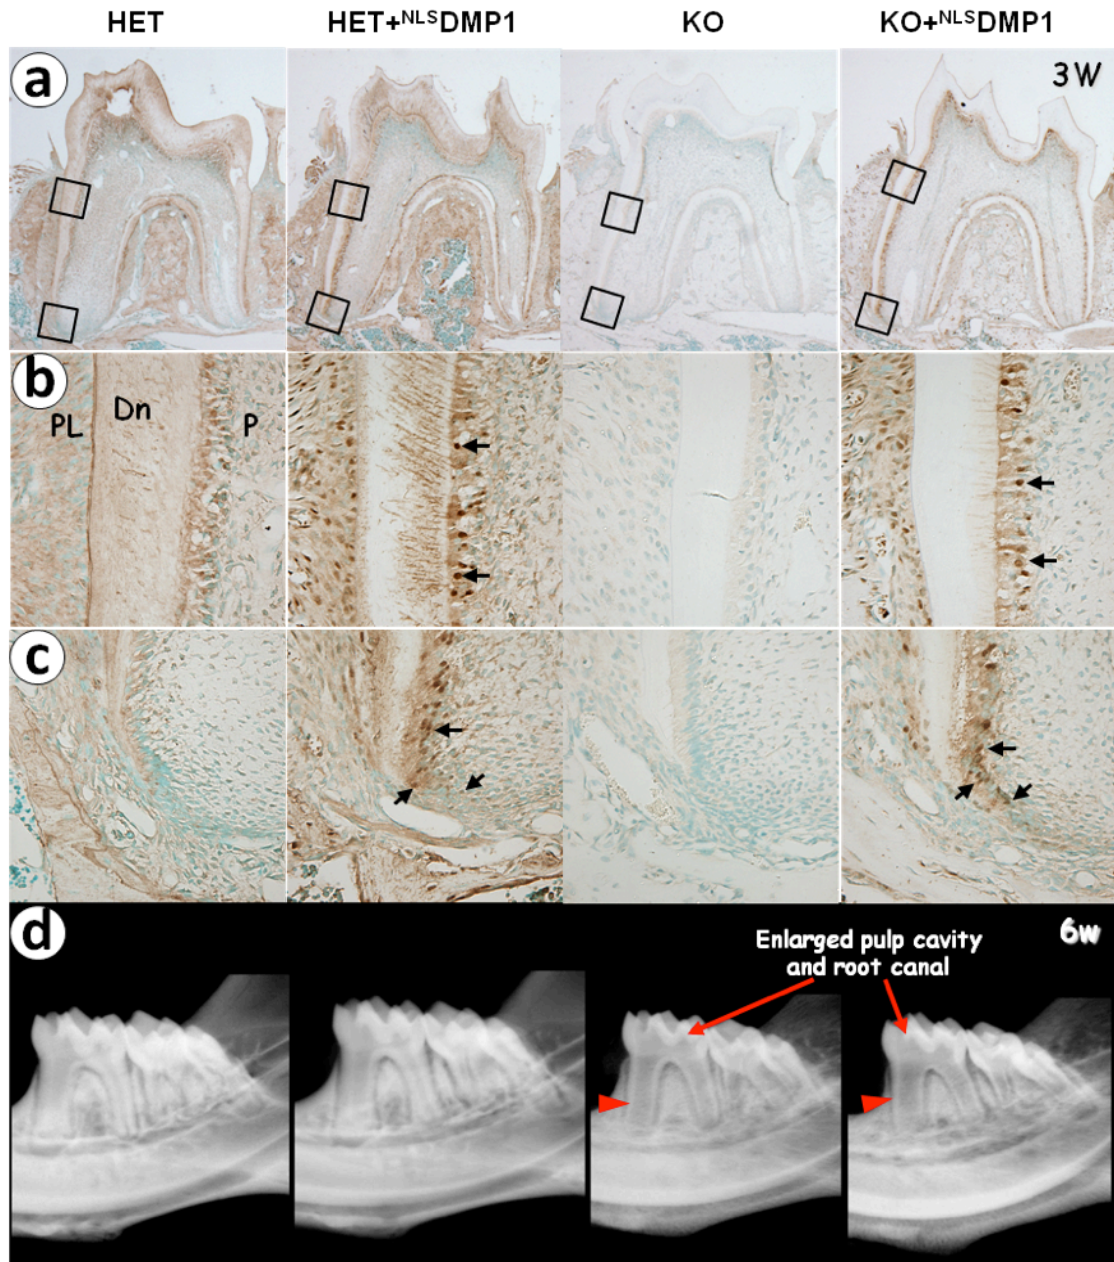 HET HET+NLSDMP1 KO KO+NLSDMP1
a 3W
b PL Dn P
c
d 6w
Enlarged pulp cavity
and root canal